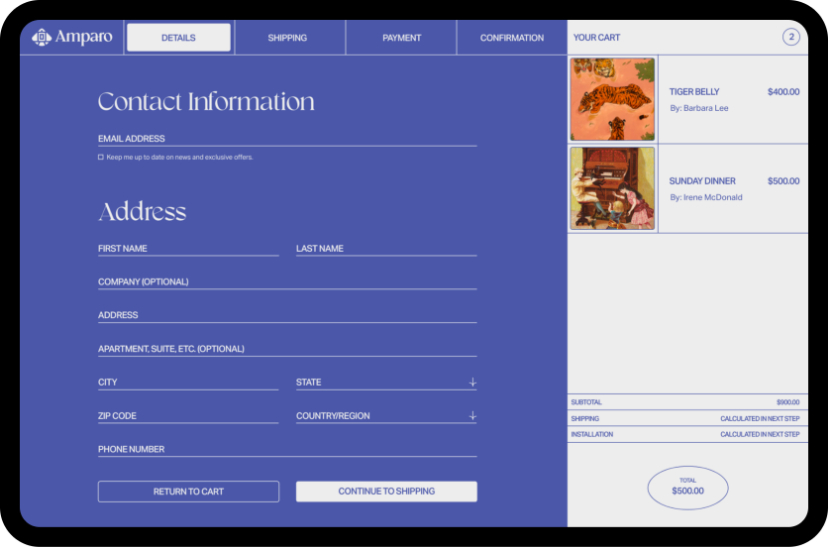 Amparo
DETAILS
SHIPPING
PAYMENT
CONFIRMATION
YOUR CART
2
Contact Information
EMAIL ADDRESS
Keep me up to date on news and exclusive offers.
Address
FIRST NAME
LAST NAME
COMPANY (OPTIONAL)
ADDRESS
APARTMENT, SUITE, ETC. (OPTIONAL)
CITY
STATE
ZIP CODE
COUNTRY/REGION
PHONE NUMBER
RETURN TO CART
CONTINUE TO SHIPPING
TIGER BELLY $400.00
By: Barbara Lee
SUNDAY DINNER $500.00
By: Irene McDonald
SUBTOTAL $900.00
SHIPPING CALCULATED IN NEXT STEP
INSTALLATION CALCULATED IN NEXT STEP
TOTAL
$500.00